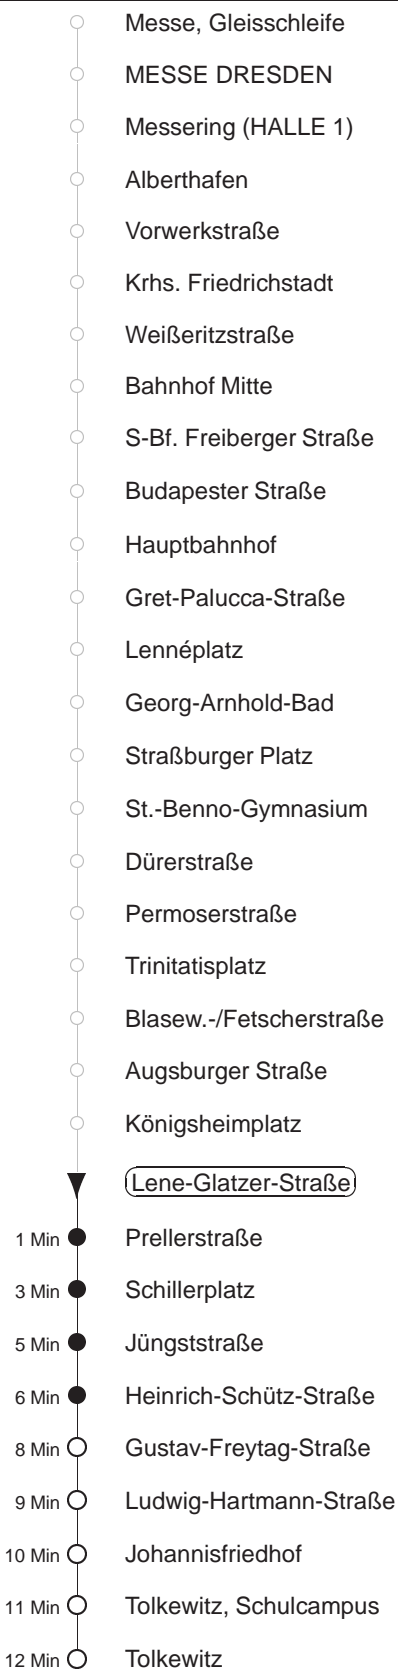 Messe, Gleisschleife
MESSE DRESDEN
Messering (HALLE 1)
Alberthafen
Vorwerkstraße
Krhs. Friedrichstadt
Weißeritzstraße
Bahnhof Mitte
S-Bf. Freiberger Straße
Budapester Straße
Hauptbahnhof
Gret-Palucca-Straße
Lennéplatz
Georg-Arnhold-Bad
Straßburger Platz
St.-Benno-Gymnasium
Dürerstraße
Permoserstraße
Trinitatisplatz
Blasew.-/Fetscherstraße
Augsburger Straße
Königsheimplatz
Lene-Glatzer-Straße
1 Min Prellerstraße
3 Min Schillerplatz
5 Min Jüngststraße
6 Min Heinrich-Schütz-Straße
8 Min Gustav-Freytag-Straße
9 Min Ludwig-Hartmann-Straße
10 Min Johannisfriedhof
11 Min Tolkewitz, Schulcampus
12 Min Tolkewitz